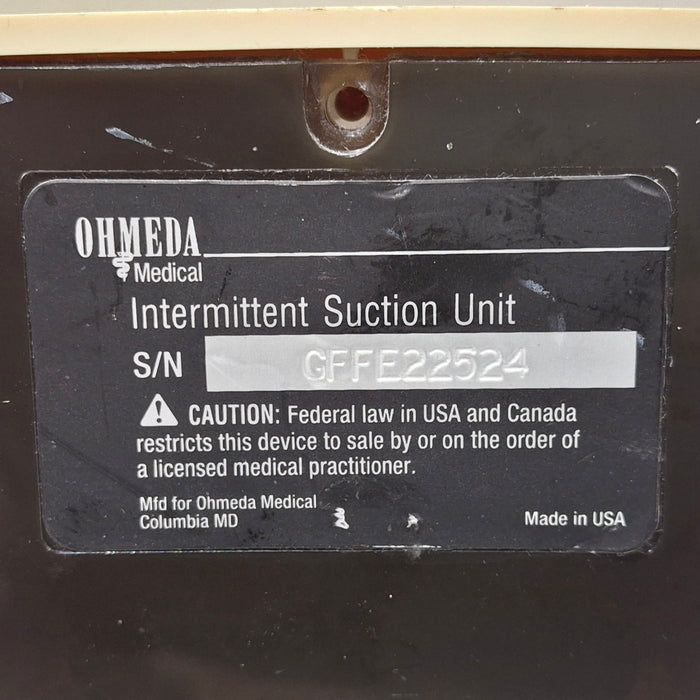 OHMEDA
Medical
Intermittent Suction Unit
S/N GFFE22524
CAUTION: Federal law in USA and Canada
restricts this device to sale by or on the order of
a licensed medical practitioner.
Mfd for Ohmeda Medical
Columbia MD
Made in USA